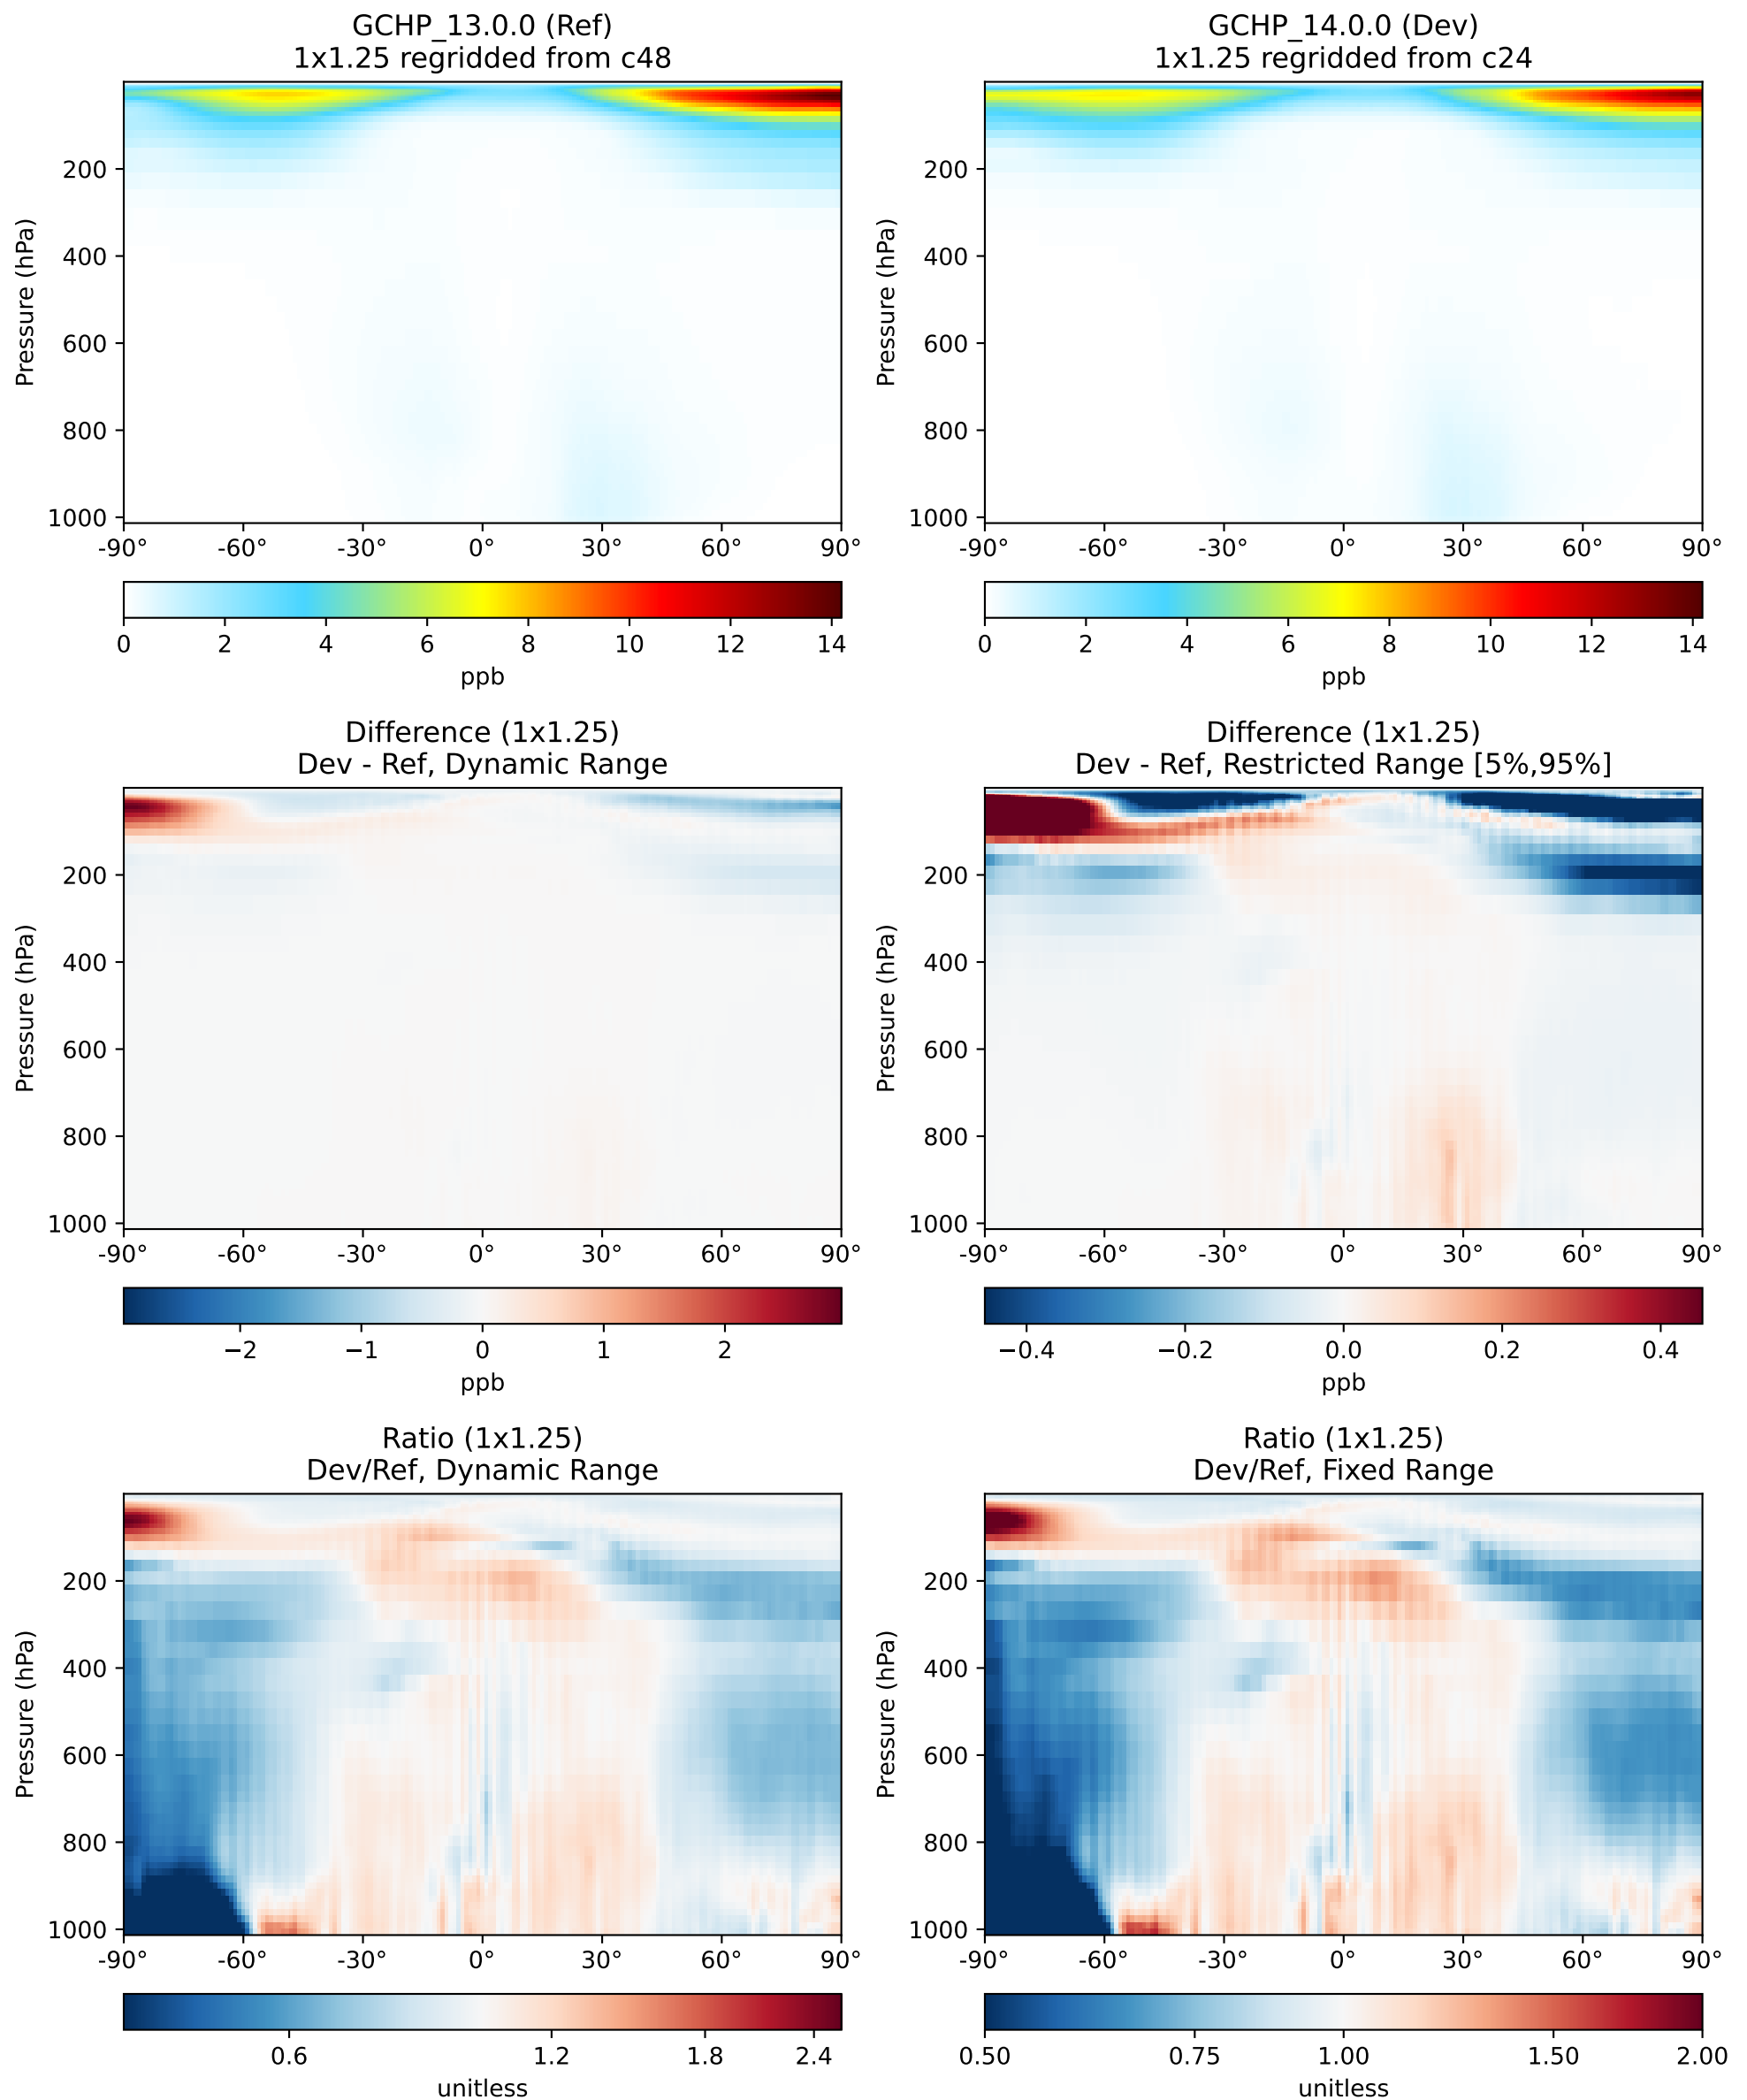 GCHP_13.0.0 (Ref)
1x1.25 regridded from c48
Pressure (hPa)
200
400
600
800
1000
-90° -60° -30° 0° 30° 60° 90°
0 2 4 6 8 10 12 14
ppb
GCHP_14.0.0 (Dev)
1x1.25 regridded from c24
Pressure (hPa)
200
400
600
800
1000
-90° -60° -30° 0° 30° 60° 90°
0 2 4 6 8 10 12 14
ppb
Difference (1x1.25)
Dev - Ref, Dynamic Range
Pressure (hPa)
200
400
600
800
1000
-90° -60° -30° 0° 30° 60° 90°
−2 −1 0 1 2
ppb
Difference (1x1.25)
Dev - Ref, Restricted Range [5%,95%]
Pressure (hPa)
200
400
600
800
1000
-90° -60° -30° 0° 30° 60° 90°
−0.4 −0.2 0.0 0.2 0.4
ppb
Ratio (1x1.25)
Dev/Ref, Dynamic Range
Pressure (hPa)
200
400
600
800
1000
-90° -60° -30° 0° 30° 60° 90°
0.6 1.2 1.8 2.4
unitless
Ratio (1x1.25)
Dev/Ref, Fixed Range
Pressure (hPa)
200
400
600
800
1000
-90° -60° -30° 0° 30° 60° 90°
0.50 0.75 1.00 1.50 2.00
unitless